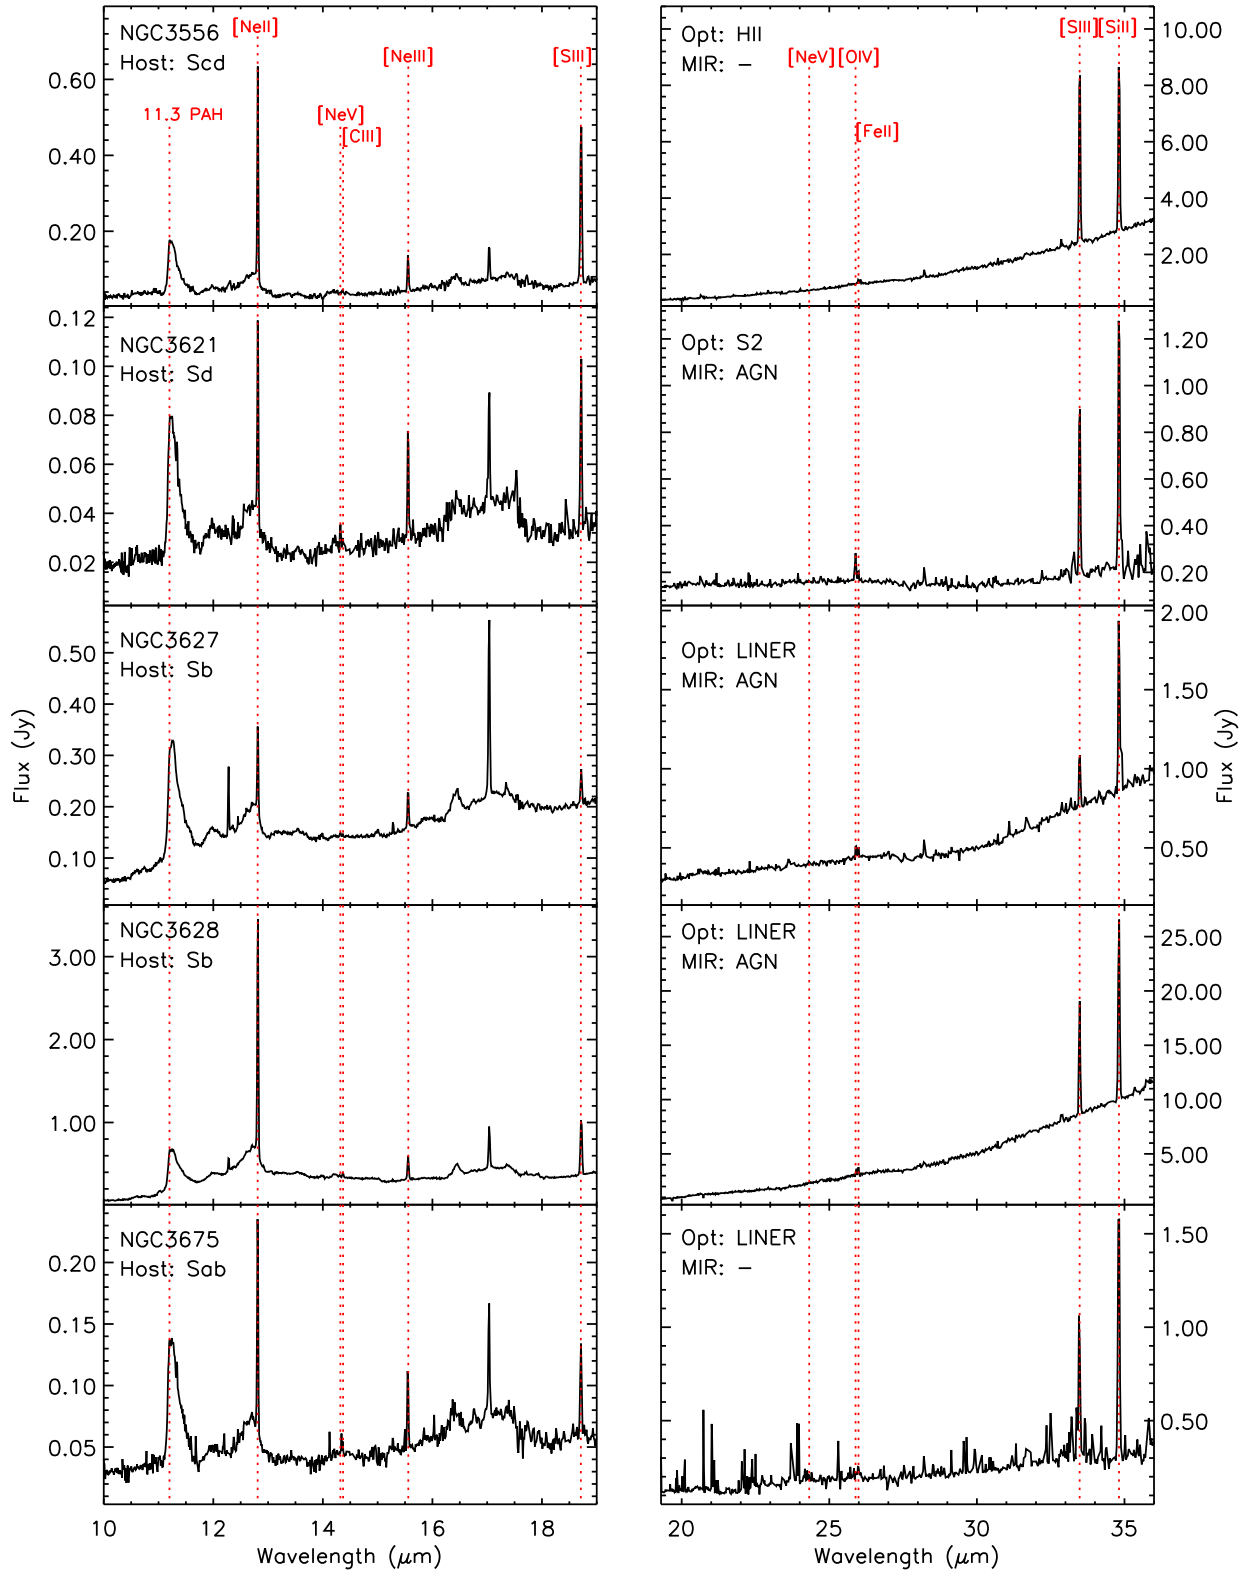 NGC3556
Host: Scd
[NeII]
[NeIII]
[SIII]
11.3 PAH
[NeV]
[CIII]
0.60
0.40
0.20
Opt: HII
MIR: –
[NeV]
[OIV]
[FeII]
[SIII]
[SiII]
10.00
8.00
6.00
4.00
2.00
NGC3621
Host: Sd
0.12
0.10
0.08
0.06
0.04
0.02
Opt: S2
MIR: AGN
1.20
1.00
0.80
0.60
0.40
0.20
NGC3627
Host: Sb
0.50
0.40
0.30
0.20
0.10
Flux (Jy)
Opt: LINER
MIR: AGN
2.00
1.50
1.00
0.50
Flux (Jy)
NGC3628
Host: Sb
3.00
2.00
1.00
Opt: LINER
MIR: AGN
25.00
20.00
15.00
10.00
5.00
NGC3675
Host: Sab
0.20
0.15
0.10
0.05
Opt: LINER
MIR: –
1.50
1.00
0.50
10 12 14 16 18
Wavelength (μm)
20 25 30 35
Wavelength (μm)